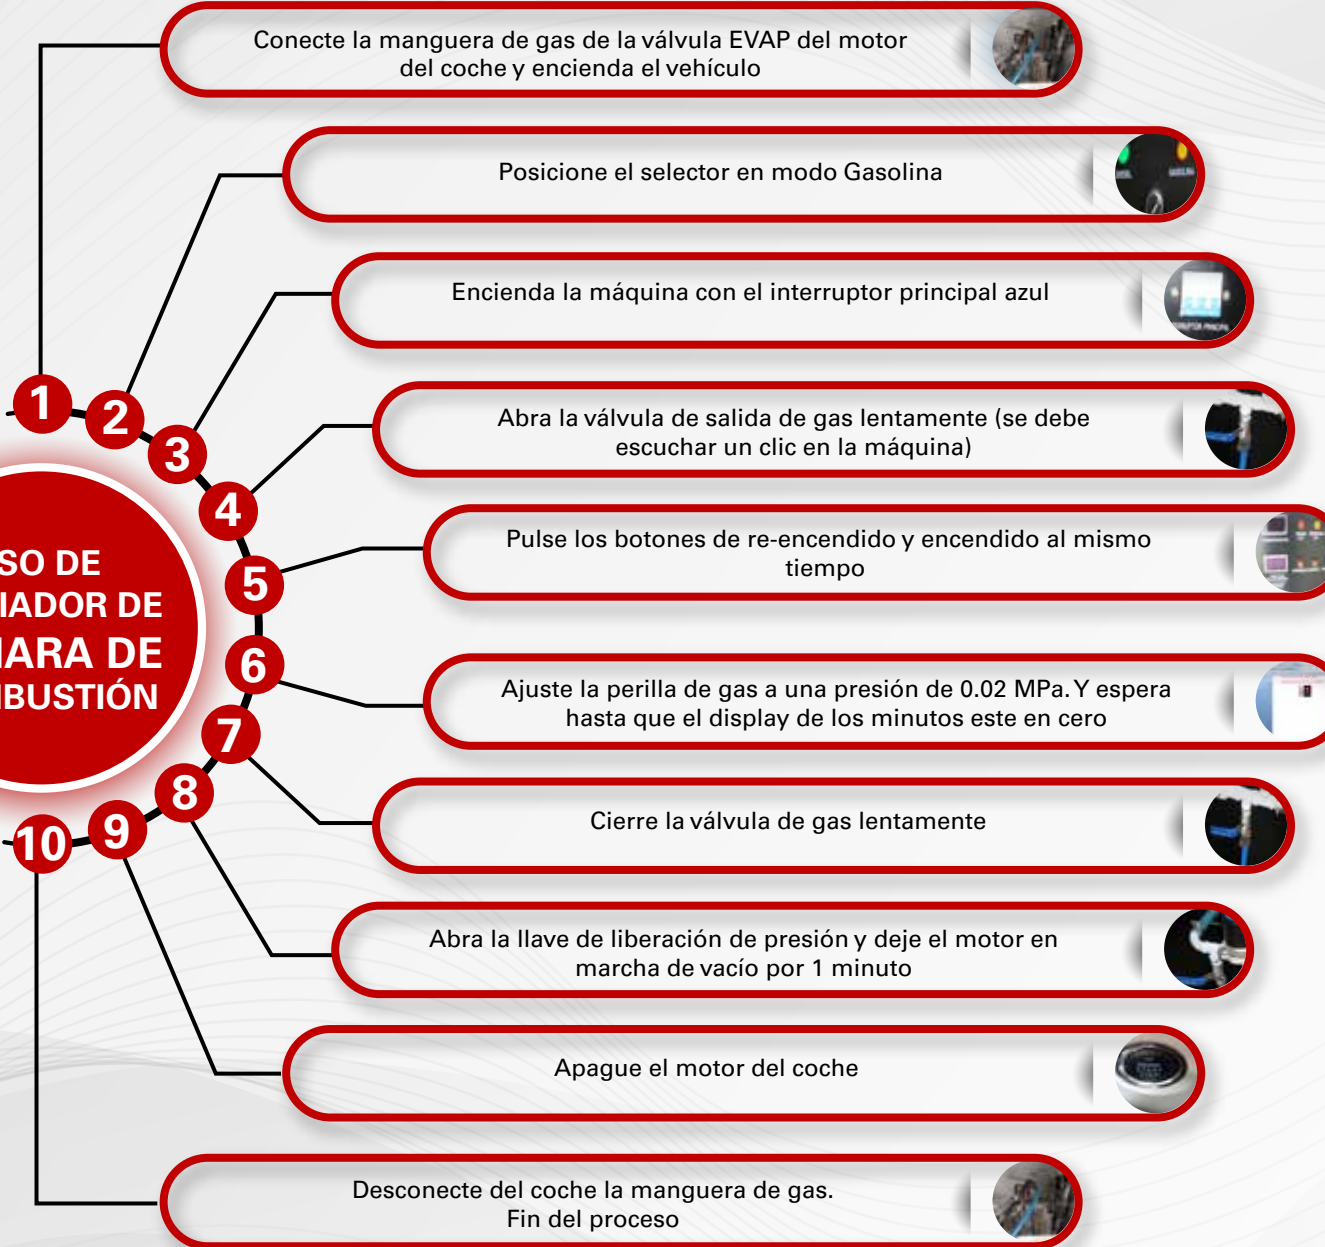 1
Conecte la manguera de gas de la válvula EVAP del motor
del coche y encienda el vehículo
2
Posicione el selector en modo Gasolina
3
Encienda la máquina con el interruptor principal azul
4
Abra la válvula de salida de gas lentamente (se debe
escuchar un clic en la máquina)
5
Pulse los botones de re-encendido y encendido al mismo
tiempo
6
Ajuste la perilla de gas a una presión de 0.02 MPa. Y espera
hasta que el display de los minutos este en cero
7
Cierre la válvula de gas lentamente
8
Abra la llave de liberación de presión y deje el motor en
marcha de vacío por 1 minuto
9
Apague el motor del coche
10
Desconecte del coche la manguera de gas.
Fin del proceso
SO DE
IADOR DE
ARA DE
BUSTIÓN